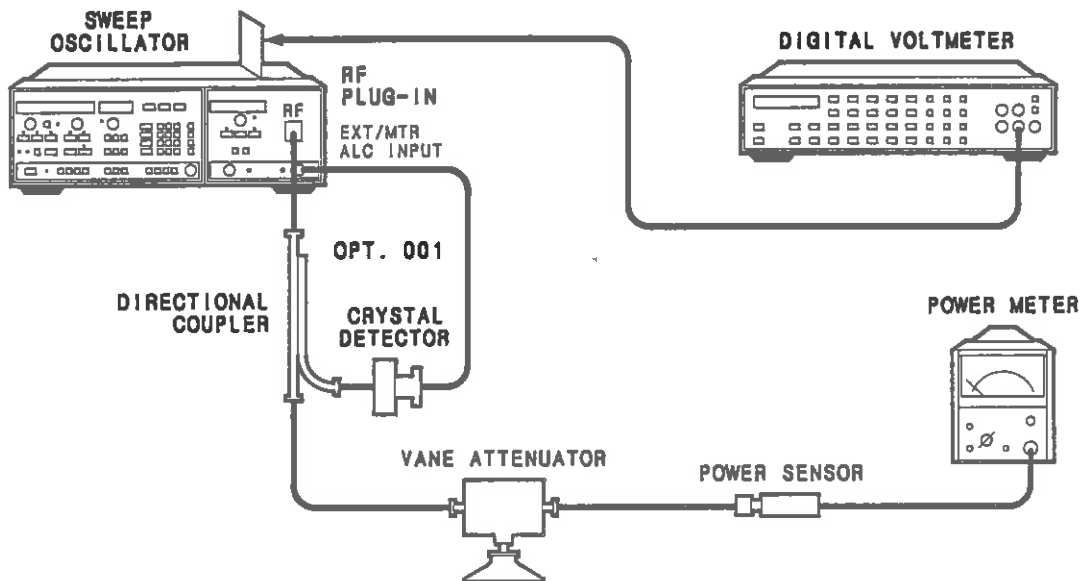 SWEEP
OSCILLATOR
RF
PLUG-IN
RF
EXT/MTR
ALC INPUT
DIGITAL VOLTMETER
OPT. 001
DIRECTIONAL
COUPLER
CRYSTAL
DETECTOR
POWER METER
VANE ATTENUATOR
POWER SENSOR